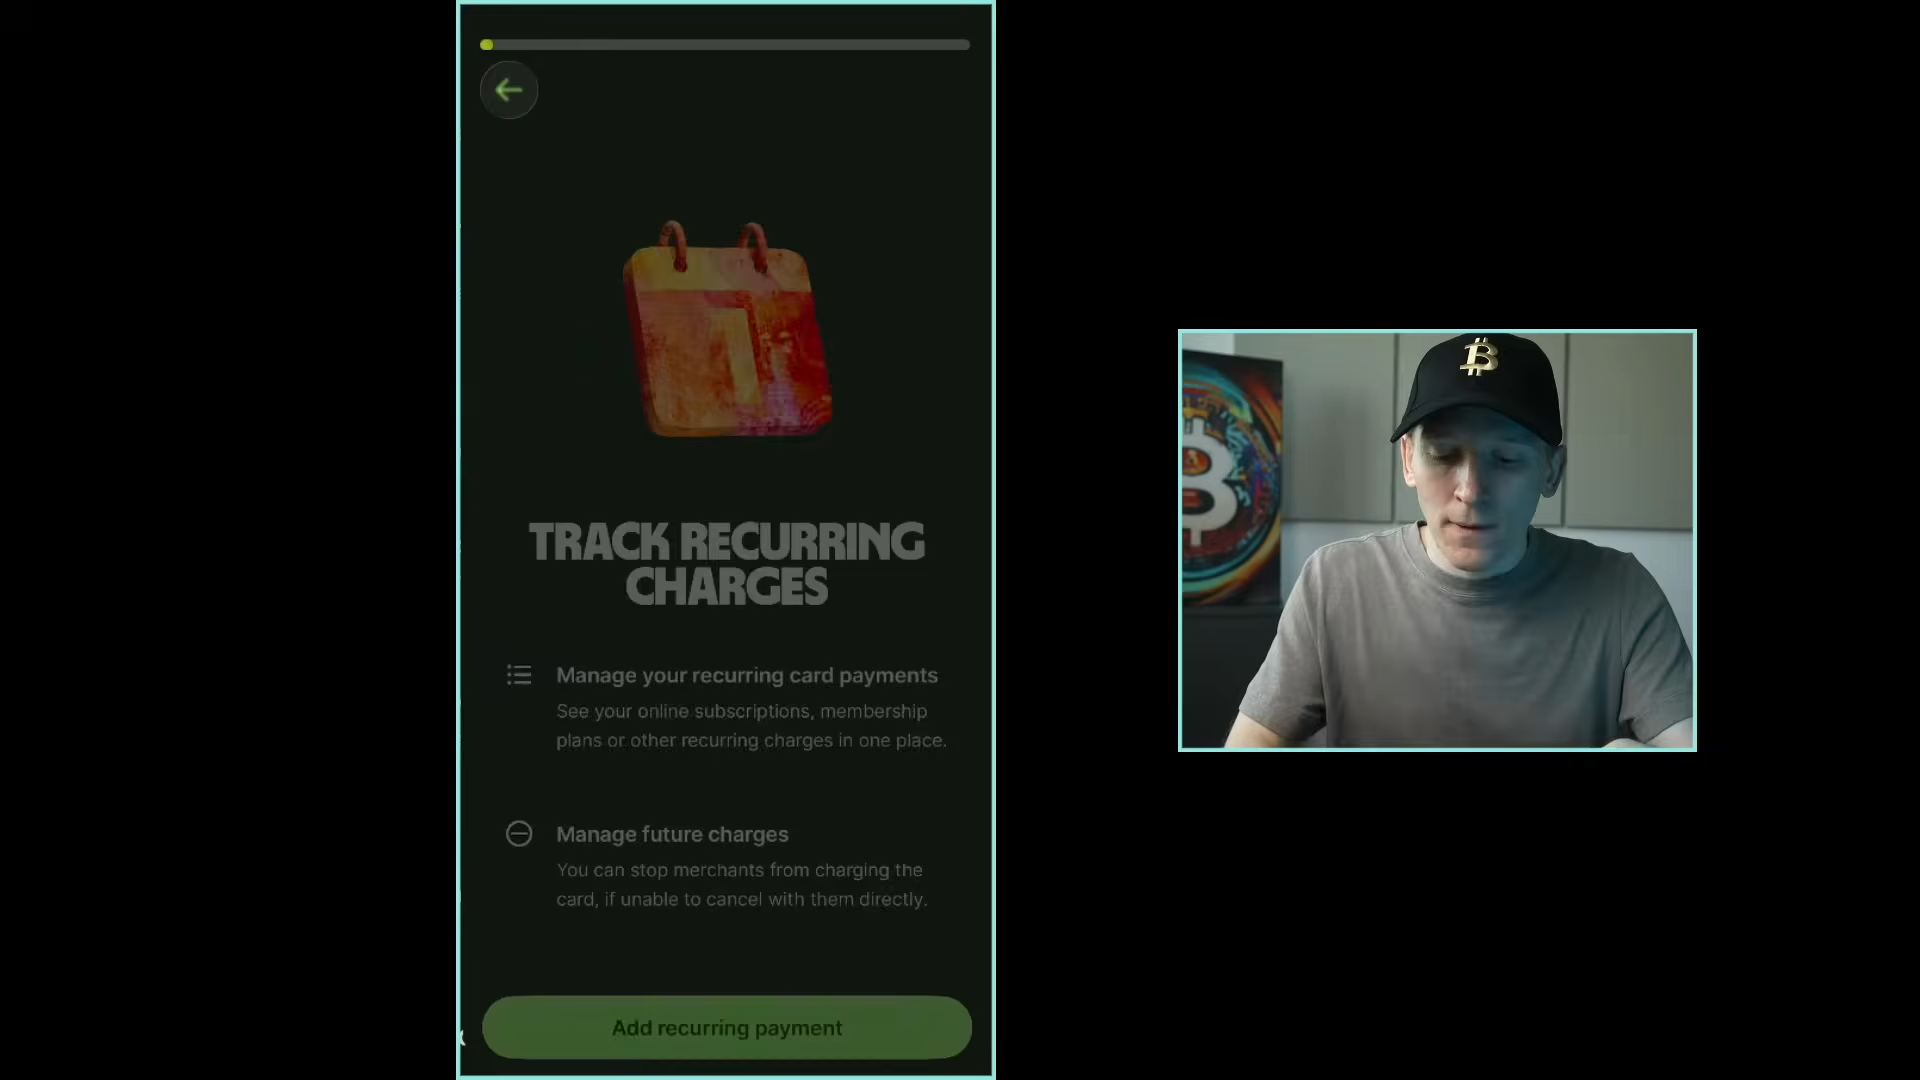 TRACK RECURRING
CHARGES
Manage your recurring card payments
See your online subscriptions, membership
plans or other recurring charges in one place.
Manage future charges
You can stop merchants from charging the
card, if unable to cancel with them directly.
Add recurring payment